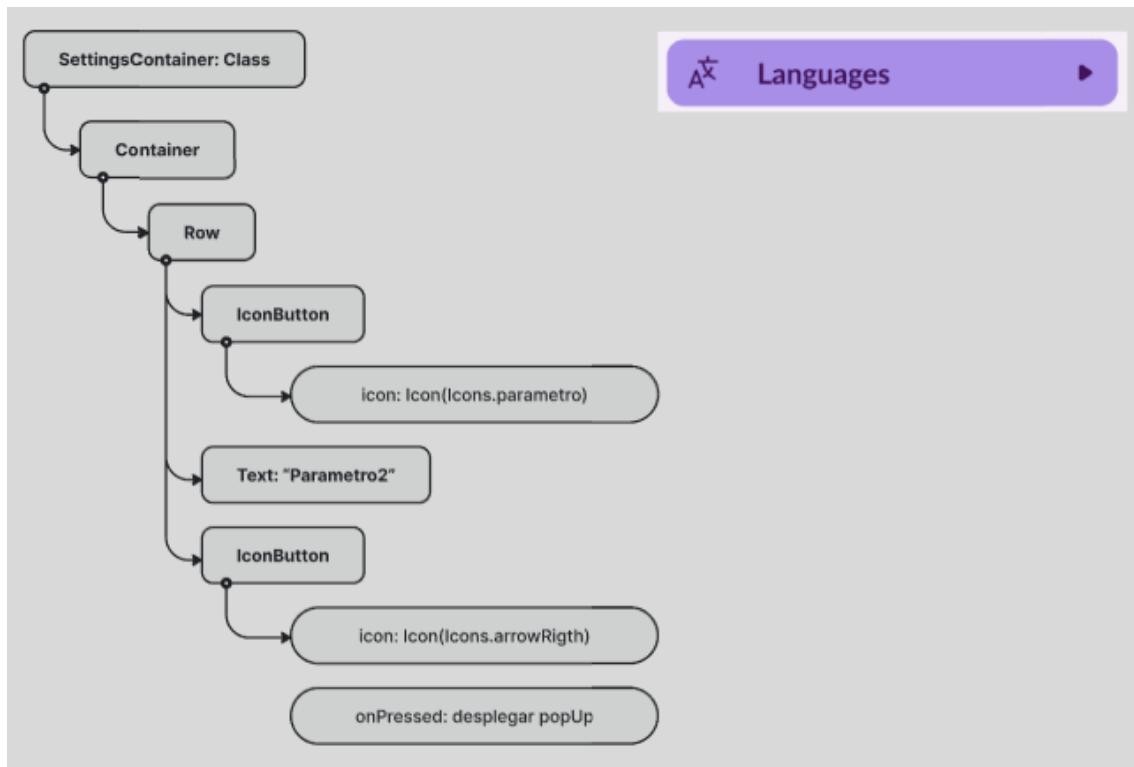 SettingsContainer: Class
Languages
Container
Row
IconButton
icon: Icon(Icons.parametro)
Text: “Parametro2”
IconButton
icon: Icon(Icons.arrowRigth)
onPressed: desplegar popUp